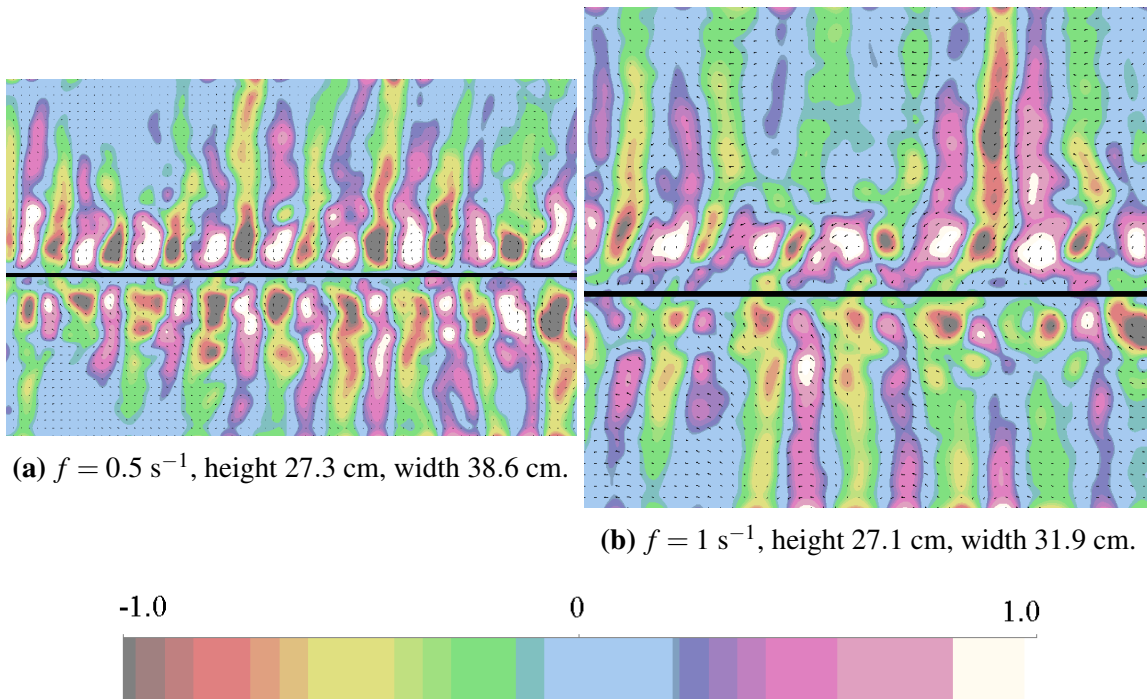 (a) f = 0.5 s⁻¹, height 27.3 cm, width 38.6 cm.
(b) f = 1 s⁻¹, height 27.1 cm, width 31.9 cm.
-1.0 0 1.0